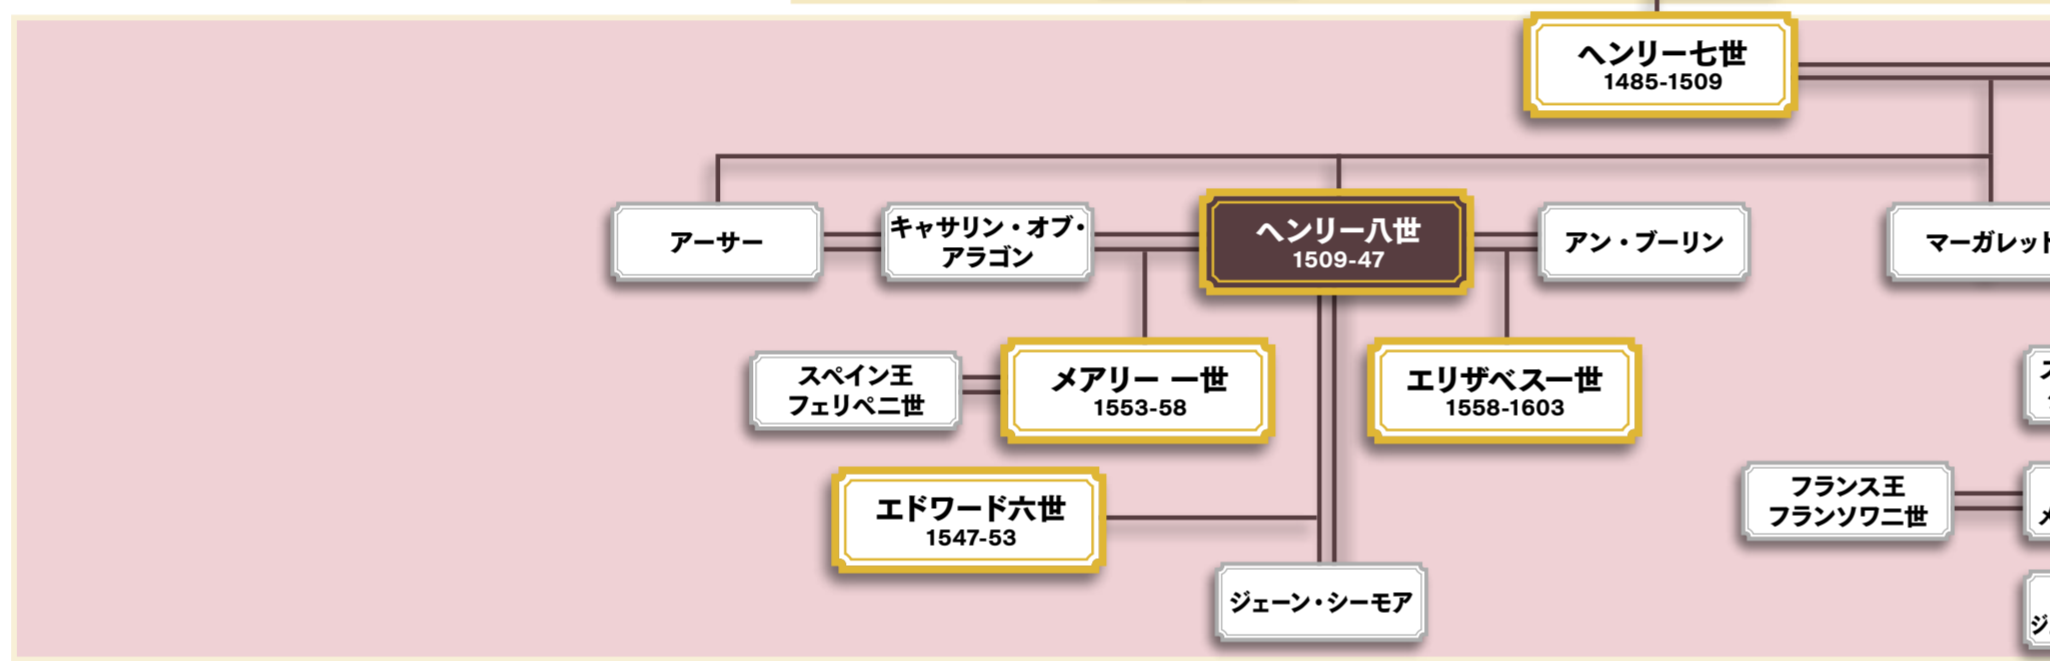 ヘンリー七世
1485-1509
アーサー
キャサリン・オブ・
アラゴン
ヘンリー八世
1509-47
アン・ブーリン
マーガレット
スペイン王
フェリペ二世
メアリー 一世
1553-58
エリザベス一世
1558-1603
エドワード六世
1547-53
フランス王
フランソワ二世
ジェーン・シーモア